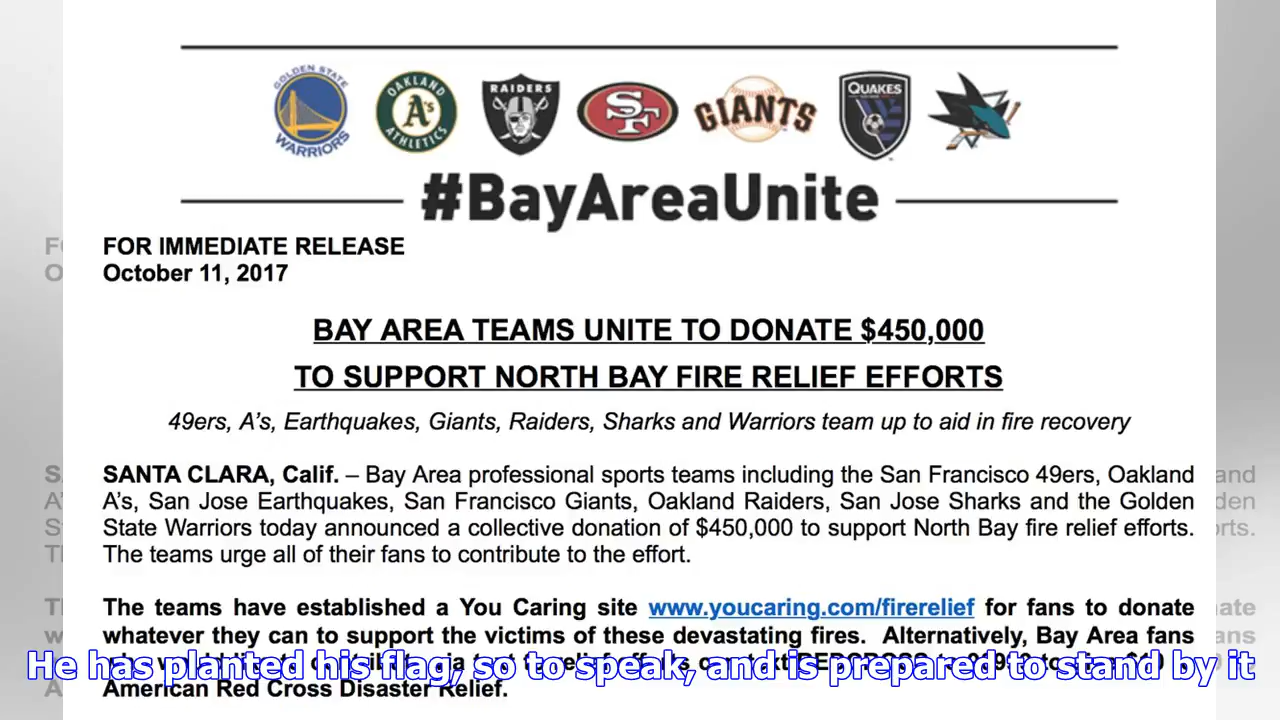 GOLDEN STATE WARRIORS
OAKLAND A's ATHLETICS
RAIDERS
SF
GIANTS
QUAKES
#BayAreaUnite
FOR IMMEDIATE RELEASE
October 11, 2017
BAY AREA TEAMS UNITE TO DONATE $450,000
TO SUPPORT NORTH BAY FIRE RELIEF EFFORTS
49ers, A's, Earthquakes, Giants, Raiders, Sharks and Warriors team up to aid in fire recovery
SANTA CLARA, Calif. – Bay Area professional sports teams including the San Francisco 49ers, Oakland
A's, San Jose Earthquakes, San Francisco Giants, Oakland Raiders, San Jose Sharks and the Golden
State Warriors today announced a collective donation of $450,000 to support North Bay fire relief efforts.
The teams urge all of their fans to contribute to the effort.
The teams have established a You Caring site www.youcaring.com/firerelief for fans to donate
whatever they can to support the victims of these devastating fires. Alternatively, Bay Area fans
He has planted his flag, so to speak, and is prepared to stand by it
American Red Cross Disaster Relief.